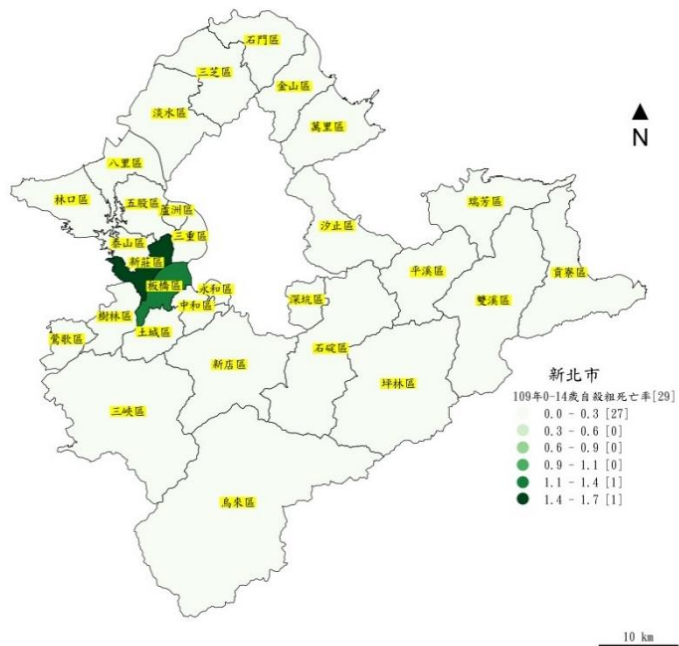 石門區
三芝區
金山區
淡水區
萬里區
N
八里區
林口區
五股區
蘆洲區
瑞芳區
汐止區
三重區
泰山區
新莊區
平溪區
貢寮區
板橋區
永和區
深坑區
雙溪區
中和區
樹林區
土城區
鶯歌區
石碇區
新店區
坪林區
三峽區
烏來區
新北市
109年0-14歲自殺粗死亡率[29]
0.0 - 0.3 [27]
0.3 - 0.6 [0]
0.6 - 0.9 [0]
0.9 - 1.1 [0]
1.1 - 1.4 [1]
1.4 - 1.7 [1]
10 km